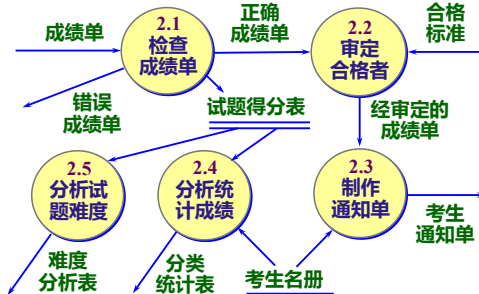 成绩单
2.1
检查
成绩单
正确
成绩单
2.2
审定
合格者
合格
标准
错误
成绩单
试题得分表
经审定的
成绩单
2.5
分析试
题难度
2.4
分析统
计成绩
2.3
制作
通知单
考生
通知单
难度
分析表
分类
统计表
考生名册